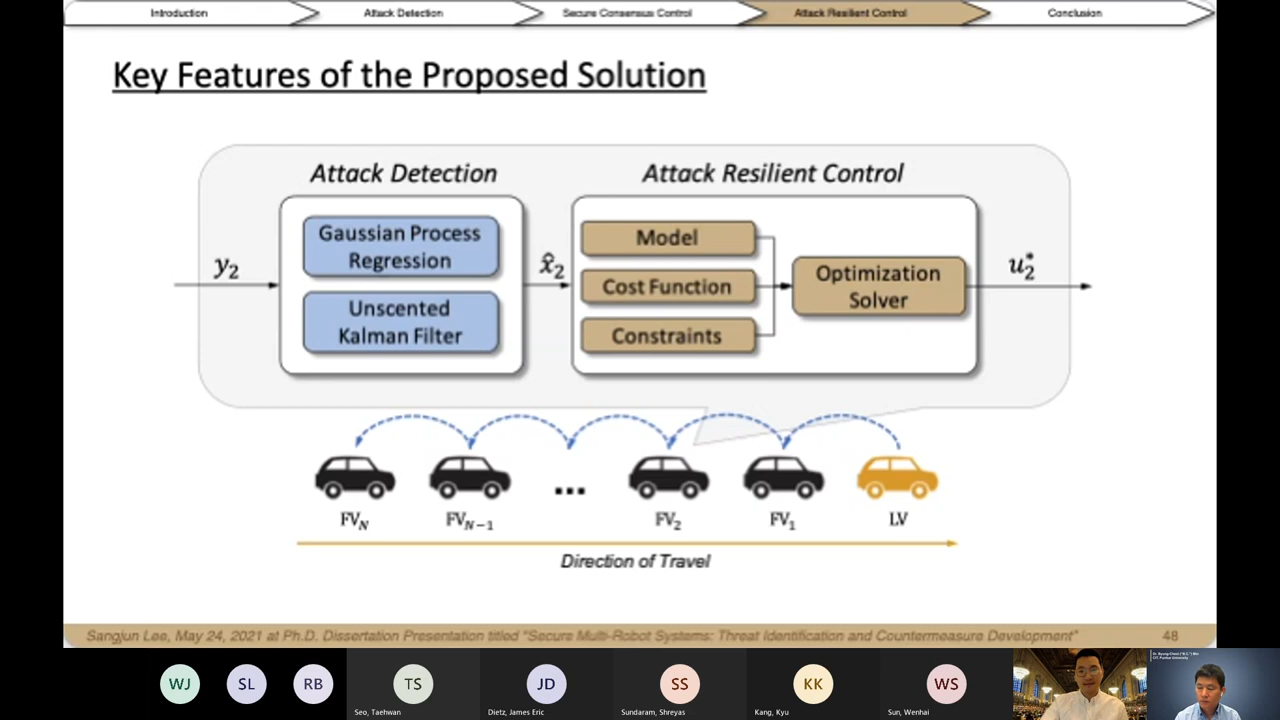 Introduction
Attack Detection
Secure Consensus Control
Attack Resilient Control
Conclusion
Key Features of the Proposed Solution
Attack Detection
Attack Resilient Control
Gaussian Process
Regression
Unscented
Kalman Filter
y₂
x̂₂
Model
Cost Function
Constraints
Optimization
Solver
u₂*
...
FV_N
FV_N−1
FV₂
FV₁
LV
Direction of Travel
Sangjun Lee, May 24, 2021 at Ph.D. Dissertation Presentation titled "Secure Multi-Robot Systems: Threat Identification and Countermeasure Development"
48
WJ
SL
RB
TS
JD
SS
KK
WS
Seo, Taehwan
Dietz, James Eric
Sundaram, Shreyas
Kang, Kyu
Sun, Wenhai